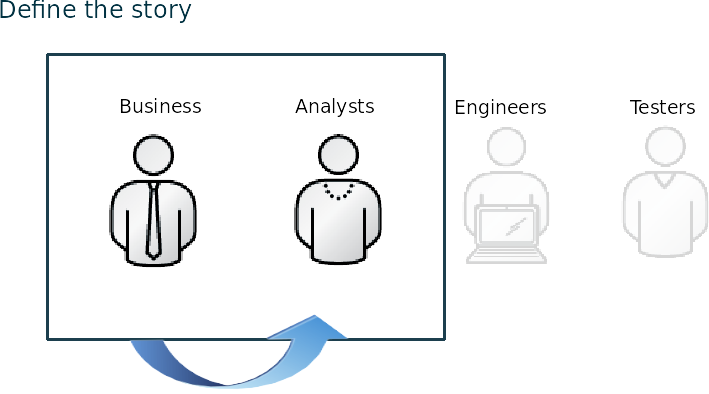 Define the story
Business
Analysts
Engineers
Testers